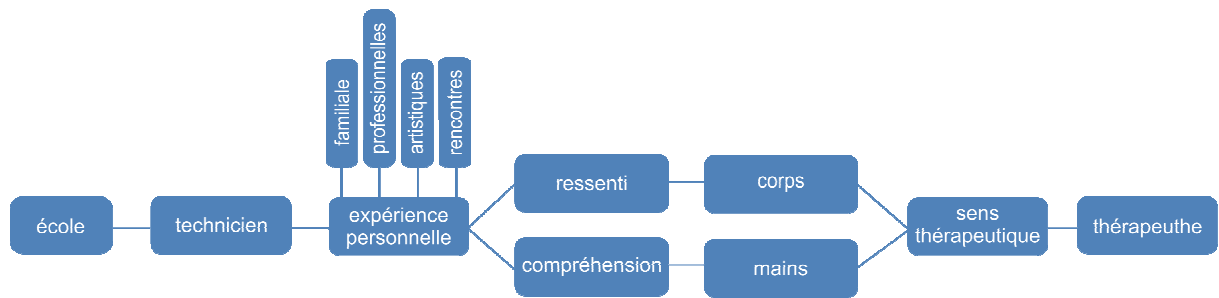 familiale
professionnelles
artistiques
rencontres
école
technicien
expérience
personnelle
ressenti
corps
compréhension
mains
sens
thérapeutique
thérapeuthe